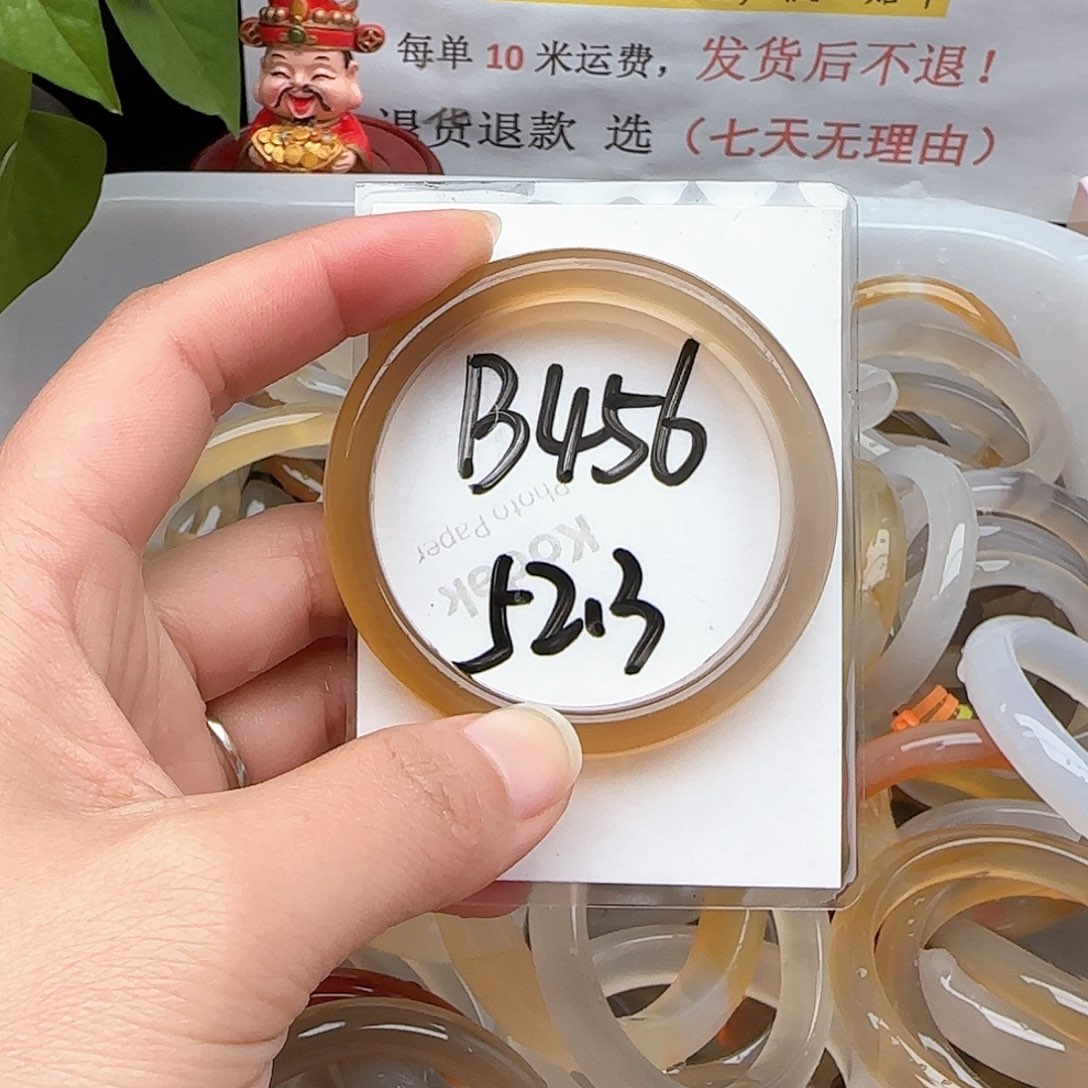 每单 10 米运费，发货后不退！
退货退款 选（七天无理由）
B456
Kodak
Photo Paper
52.3